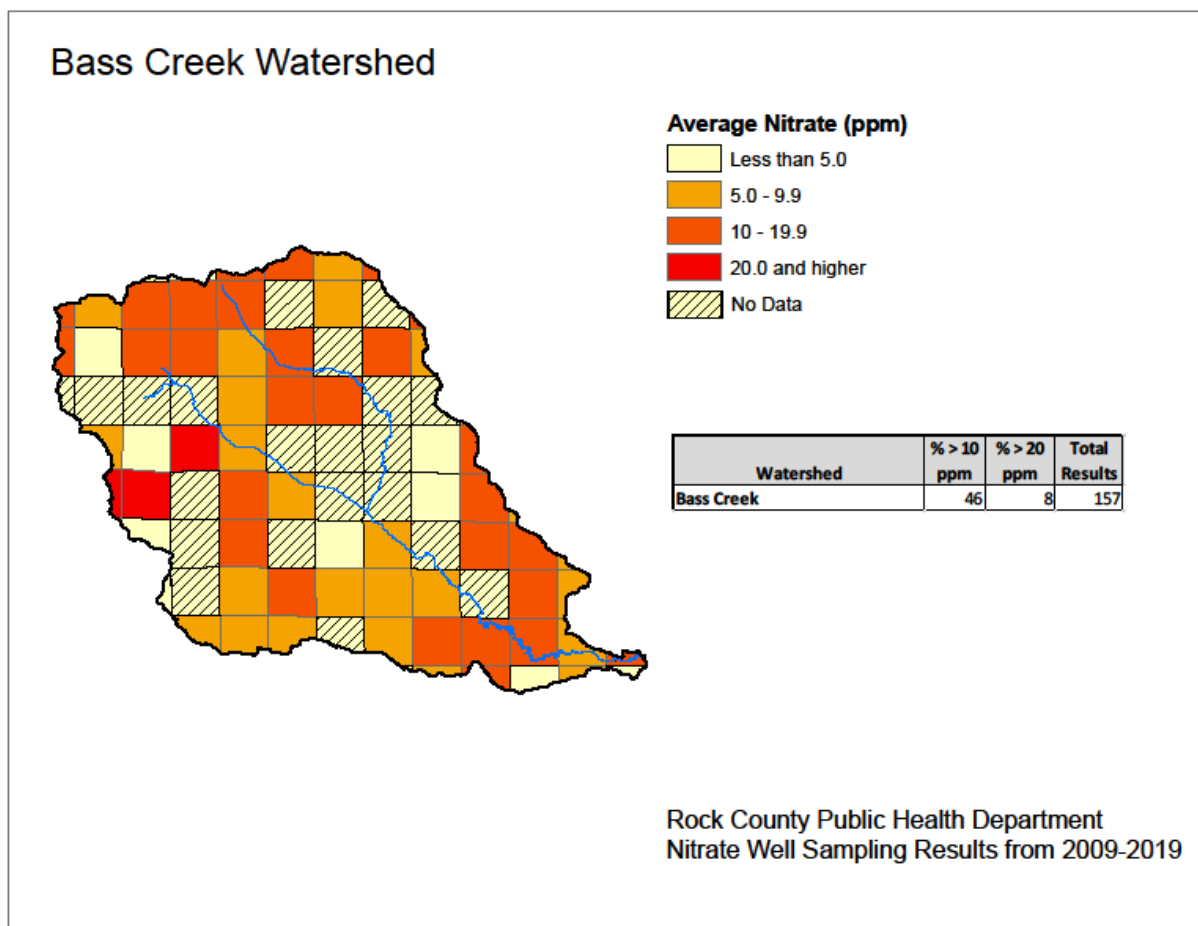 Bass Creek Watershed
Average Nitrate (ppm)
Less than 5.0
5.0 - 9.9
10 - 19.9
20.0 and higher
No Data
Watershed % > 10 ppm % > 20 ppm Total Results
Bass Creek 46 8 157
Rock County Public Health Department
Nitrate Well Sampling Results from 2009-2019